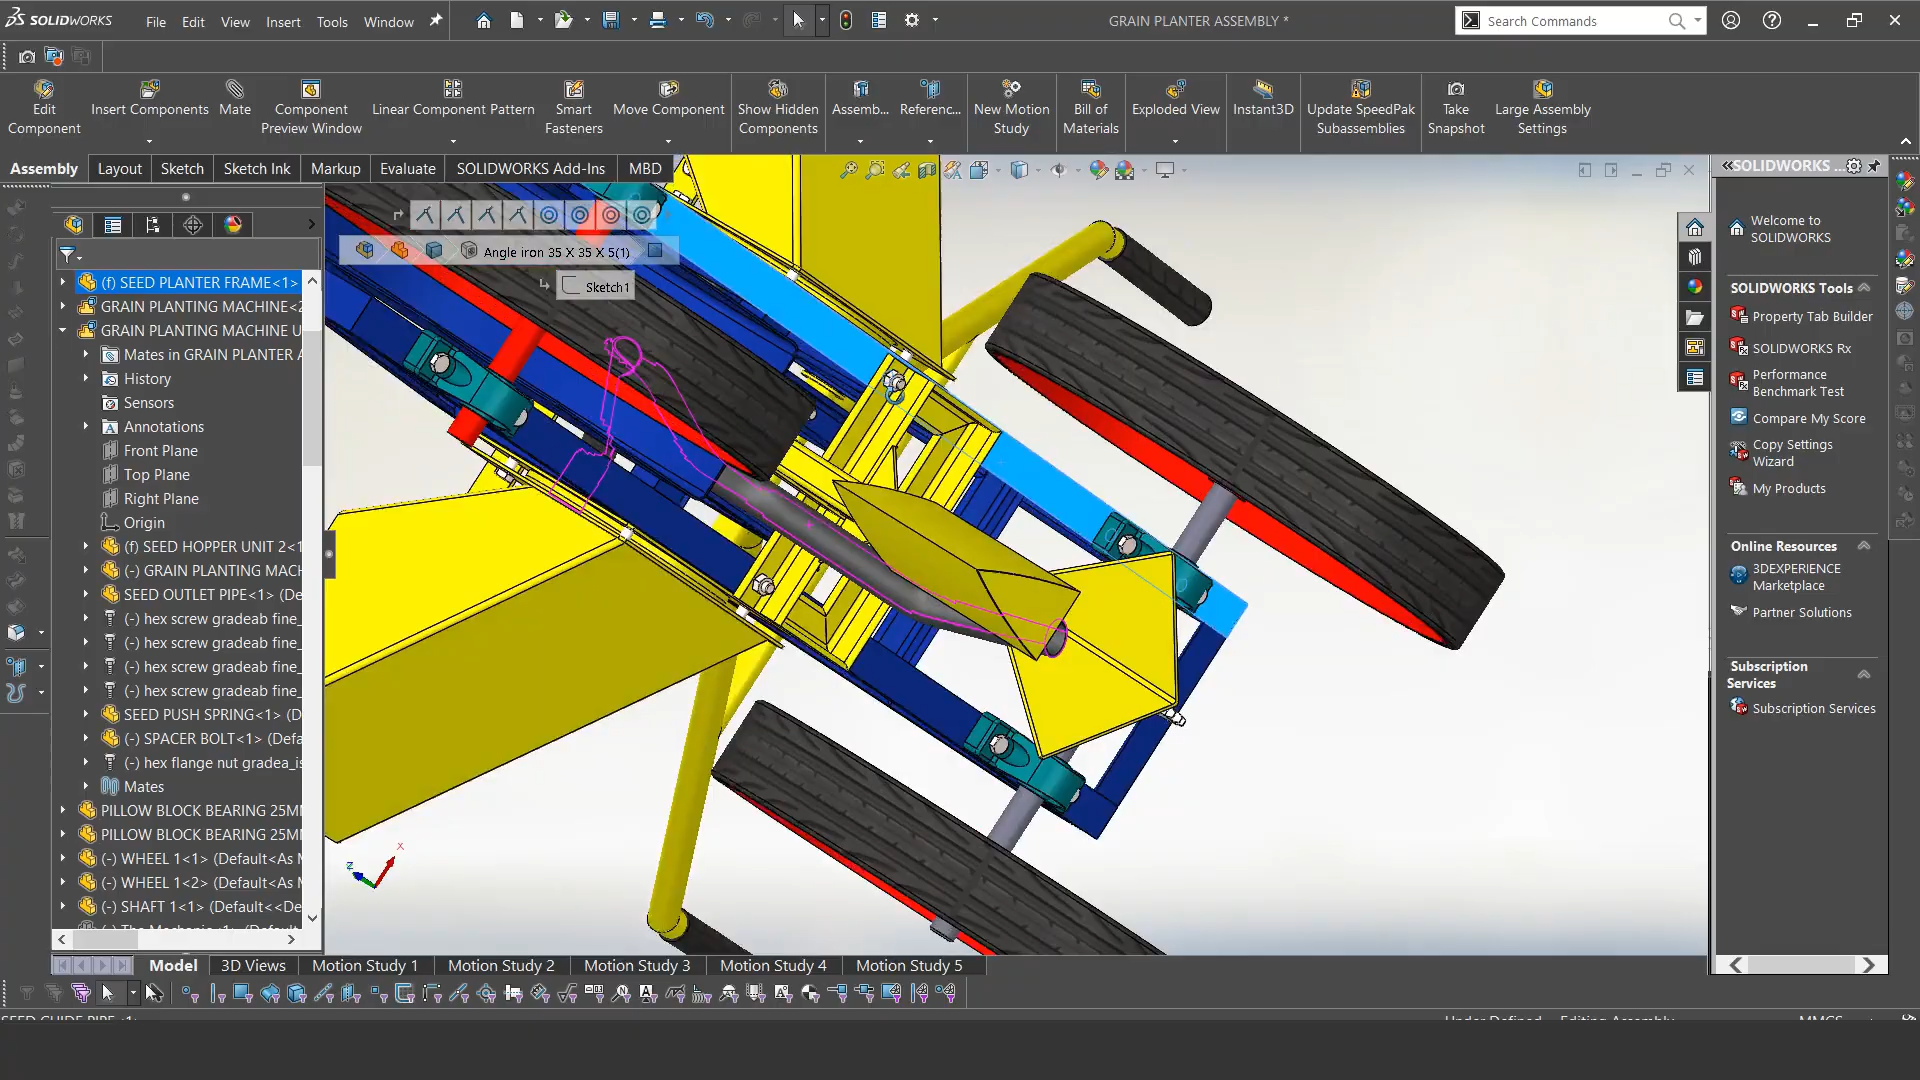 SOLIDWORKS
File Edit View Insert Tools Window
GRAIN PLANTER ASSEMBLY *
Search Commands
Edit Component
Insert Components
Mate
Component Preview Window
Linear Component Pattern
Smart Fasteners
Move Component
Show Hidden Components
Assemb...
Referenc...
New Motion Study
Bill of Materials
Exploded View
Instant3D
Update SpeedPak Subassemblies
Take Snapshot
Large Assembly Settings
Assembly Layout Sketch Sketch Ink Markup Evaluate SOLIDWORKS Add-Ins MBD
Angle iron 35 X 35 X 5(1)
Sketch1
(f) SEED PLANTER FRAME<1>
GRAIN PLANTING MACHINE<2
GRAIN PLANTING MACHINE U
Mates in GRAIN PLANTER A
History
Sensors
Annotations
Front Plane
Top Plane
Right Plane
Origin
(f) SEED HOPPER UNIT 2<1
(-) GRAIN PLANTING MACH
SEED OUTLET PIPE<1> (De
(-) hex screw gradeab fine_
(-) hex screw gradeab fine_
(-) hex screw gradeab fine_
(-) hex screw gradeab fine_
SEED PUSH SPRING<1> (D
(-) SPACER BOLT<1> (Defa
(-) hex flange nut gradea_is
Mates
PILLOW BLOCK BEARING 25MM
PILLOW BLOCK BEARING 25MM
(-) WHEEL 1<1> (Default<As M
(-) WHEEL 1<2> (Default<As M
(-) SHAFT 1<1> (Default<<De
x
z
SOLIDWORKS ...
Welcome to SOLIDWORKS
SOLIDWORKS Tools
Property Tab Builder
SOLIDWORKS Rx
Performance Benchmark Test
Compare My Score
Copy Settings Wizard
My Products
Online Resources
3DEXPERIENCE Marketplace
Partner Solutions
Subscription Services
Subscription Services
Model 3D Views Motion Study 1 Motion Study 2 Motion Study 3 Motion Study 4 Motion Study 5
Under Defined Editing Assembly MMGS